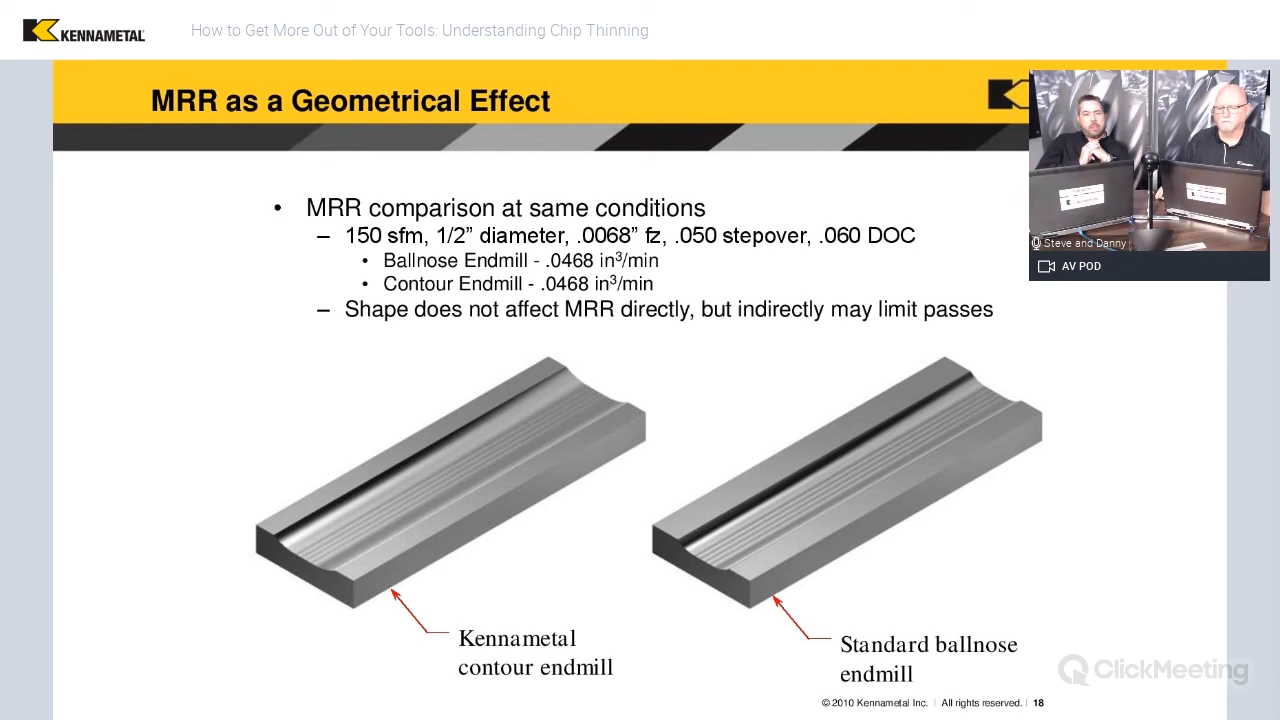 KENNAMETAL
How to Get More Out of Your Tools: Understanding Chip Thinning
MRR as a Geometrical Effect
• MRR comparison at same conditions
– 150 sfm, 1/2” diameter, .0068” fz, .050 stepover, .060 DOC
• Ballnose Endmill - .0468 in³/min
• Contour Endmill - .0468 in³/min
– Shape does not affect MRR directly, but indirectly may limit passes
Steve and Danny
AV POD
Kennametal
contour endmill
Standard ballnose
endmill
ClickMeeting
© 2010 Kennametal Inc. | All rights reserved. | 18